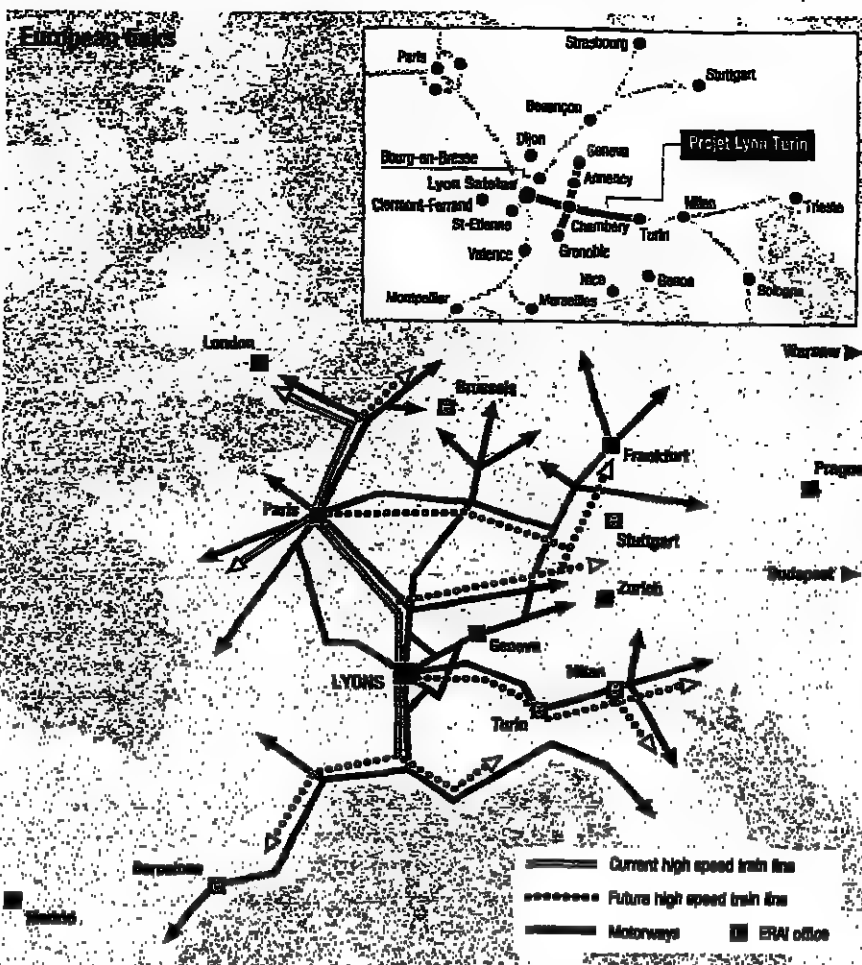 European links
Paris
Strasbourg
Stuttgart
Besançon
Dijon
Geneva
Bourg-en-Bresse
Projet Lyon Turin
Annency
Lyon Satolas
Clermont-Ferrand
Milan
Trieste
St-Etienne
Chambery
Turin
Valence
Grenoble
Nice
Genoa
Bologna
Montpellier
Marseilles
London
Warsaw
Brussels
Frankfurt
Prague
Paris
Stuttgart
Budapest
Zurich
Geneva
LYONS
Milan
Turin
Barcelona
Current high speed train line
Future high speed train line
Madrid
Motorways
ERAI office